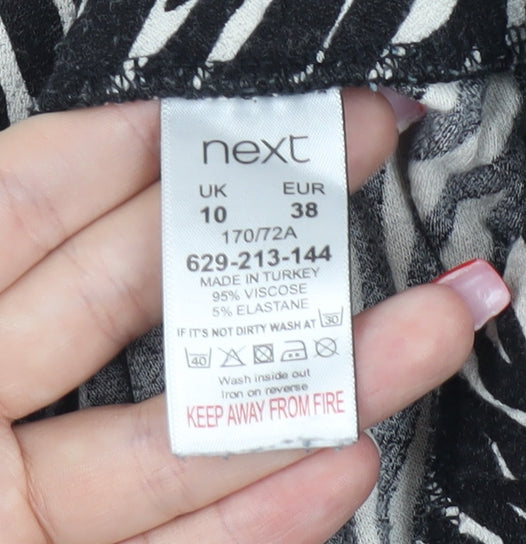 next
UK EUR
10 38
170/72A
629-213-144
MADE IN TURKEY
95% VISCOSE
5% ELASTANE
IF IT'S NOT DIRTY WASH AT 30
40
Wash inside out
Iron on reverse
KEEP AWAY FROM FIRE